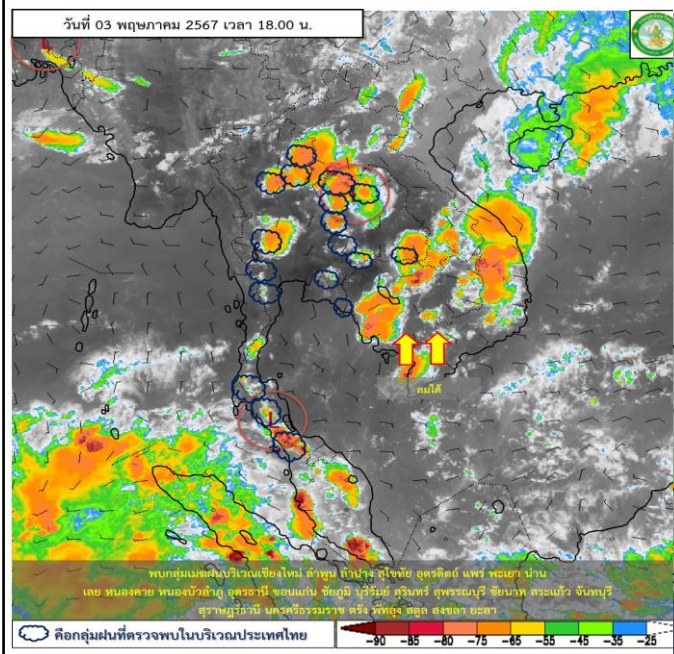 วันที่ 03 พฤษภาคม 2567 เวลา 18.00 น.
L
ลมใต้
L
พบกลุ่มเมฆฝนบริเวณเชียงใหม่ ลำพูน ลำปาง สุโขทัย อุตรดิตถ์ แพร่ พะเยา น่าน
เลย หนองคาย หนองบัวลำภู อุดรธานี ขอนแก่น ชัยภูมิ บุรีรัมย์ สุรินทร์ สุพรรณบุรี ชัยนาท สระแก้ว จันทบุรี
สุราษฎร์ธานี นครศรีธรรมราช ตรัง พัทลุง สตูล สงขลา ยะลา
คือกลุ่มฝนที่ตรวจพบในบริเวณประเทศไทย
-90 -85 -80 -75 -65 -55 -45 -35 -25